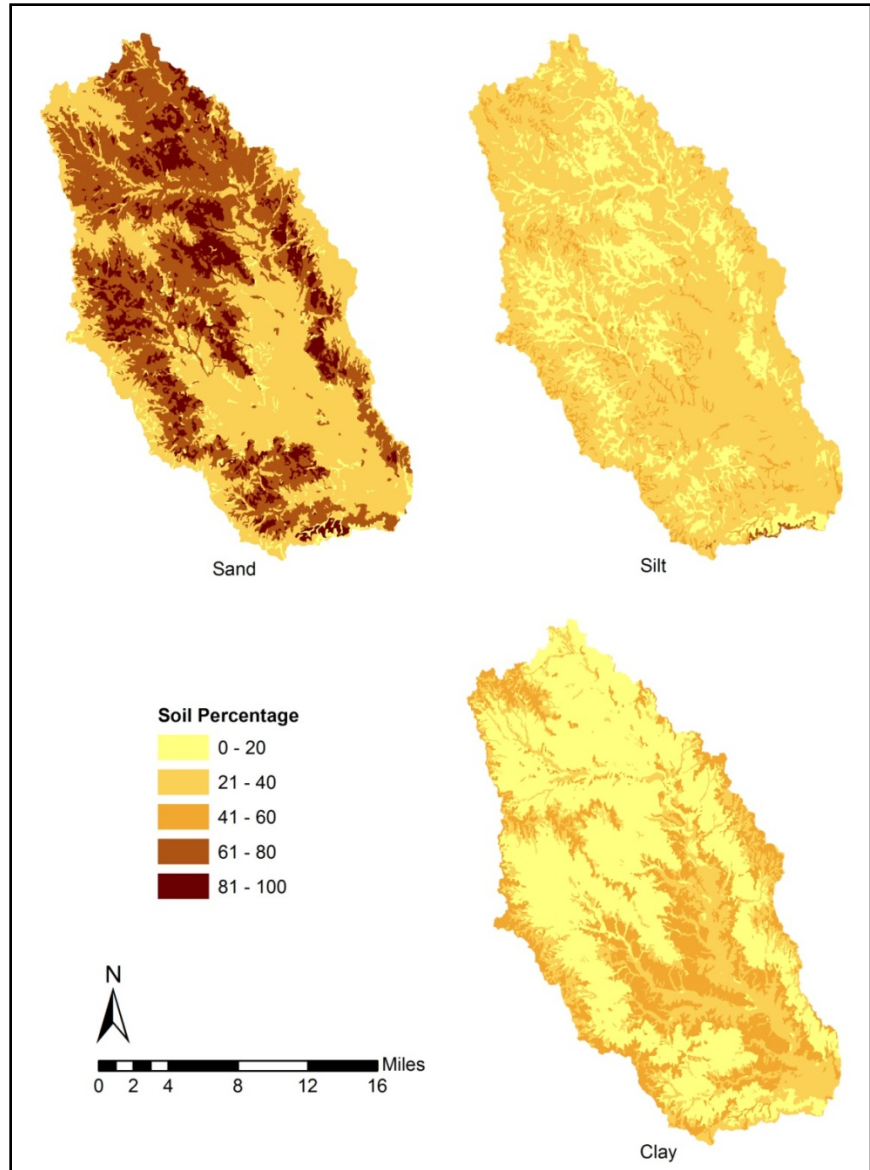 Sand
Silt
Soil Percentage
0 - 20
21 - 40
41 - 60
61 - 80
81 - 100
N
Miles
0 2 4 8 12 16
Clay